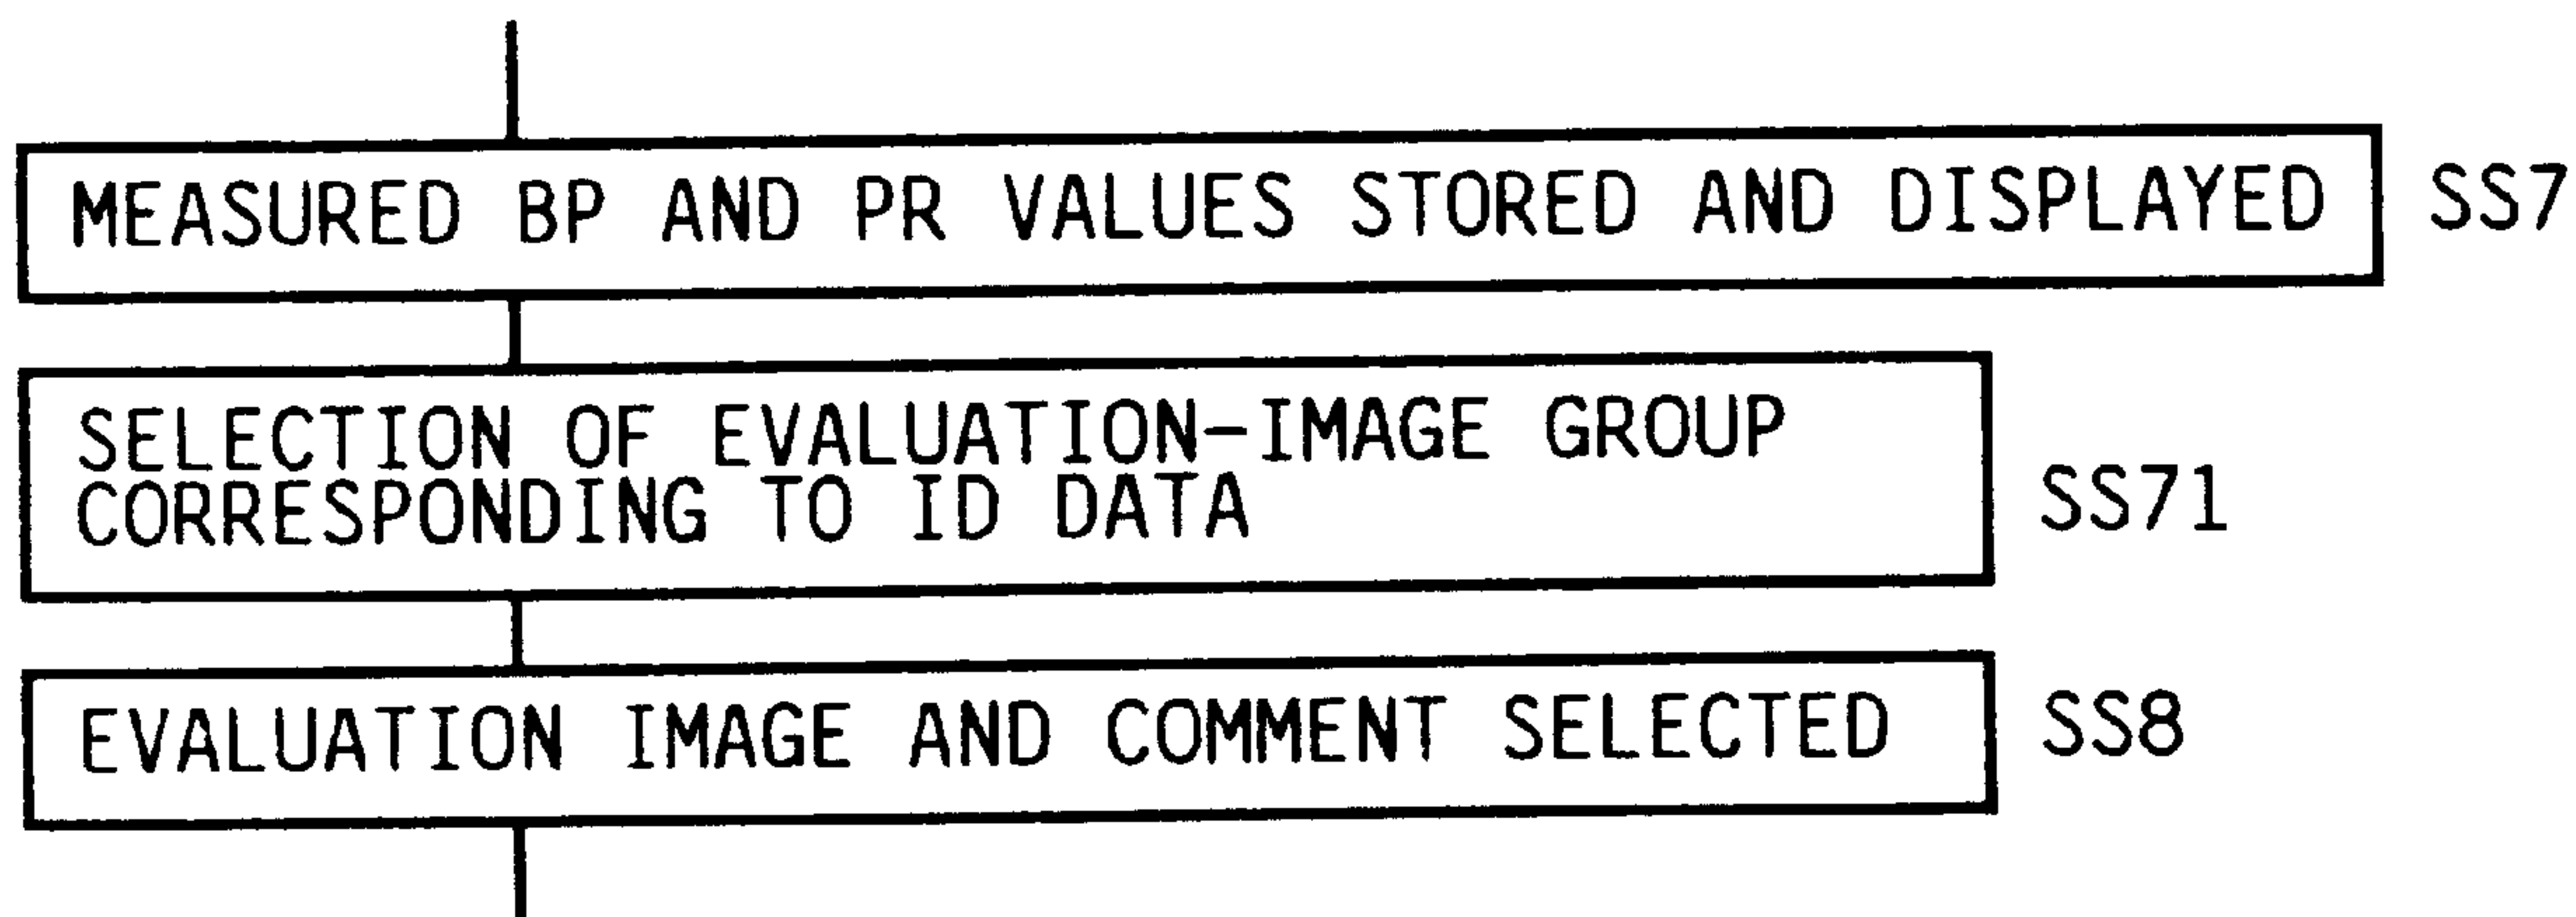 MEASURED BP AND PR VALUES STORED AND DISPLAYED SS7
SELECTION OF EVALUATION-IMAGE GROUP
CORRESPONDING TO ID DATA
SS71
EVALUATION IMAGE AND COMMENT SELECTED SS8